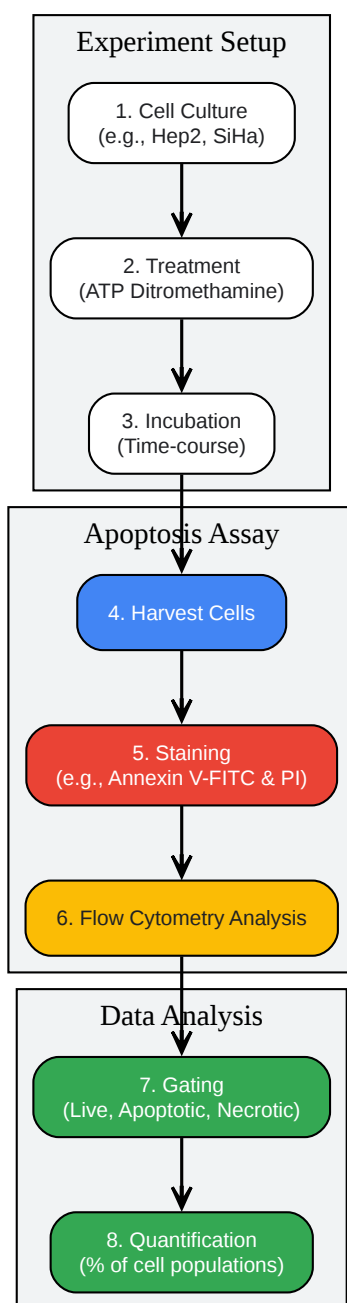 Experiment Setup
1. Cell Culture
(e.g., Hep2, SiHa)
2. Treatment
(ATP Ditromethamine)
3. Incubation
(Time-course)
Apoptosis Assay
4. Harvest Cells
5. Staining
(e.g., Annexin V-FITC & PI)
6. Flow Cytometry Analysis
Data Analysis
7. Gating
(Live, Apoptotic, Necrotic)
8. Quantification
(% of cell populations)